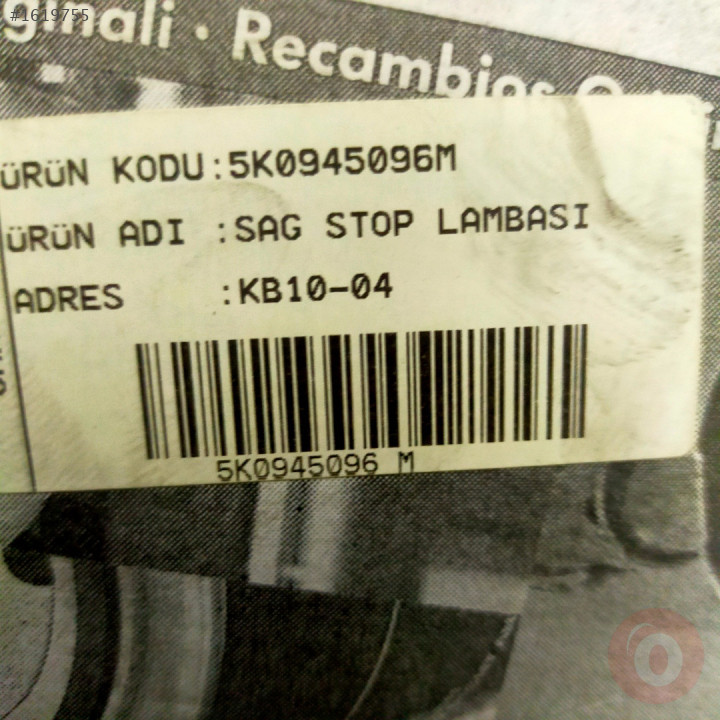 #1619755
ginali · Recambios
ÜRÜN KODU:5K0945096M
ÜRÜN ADI :SAG STOP LAMBASI
ADRES :KB10-04
5K0945096 M